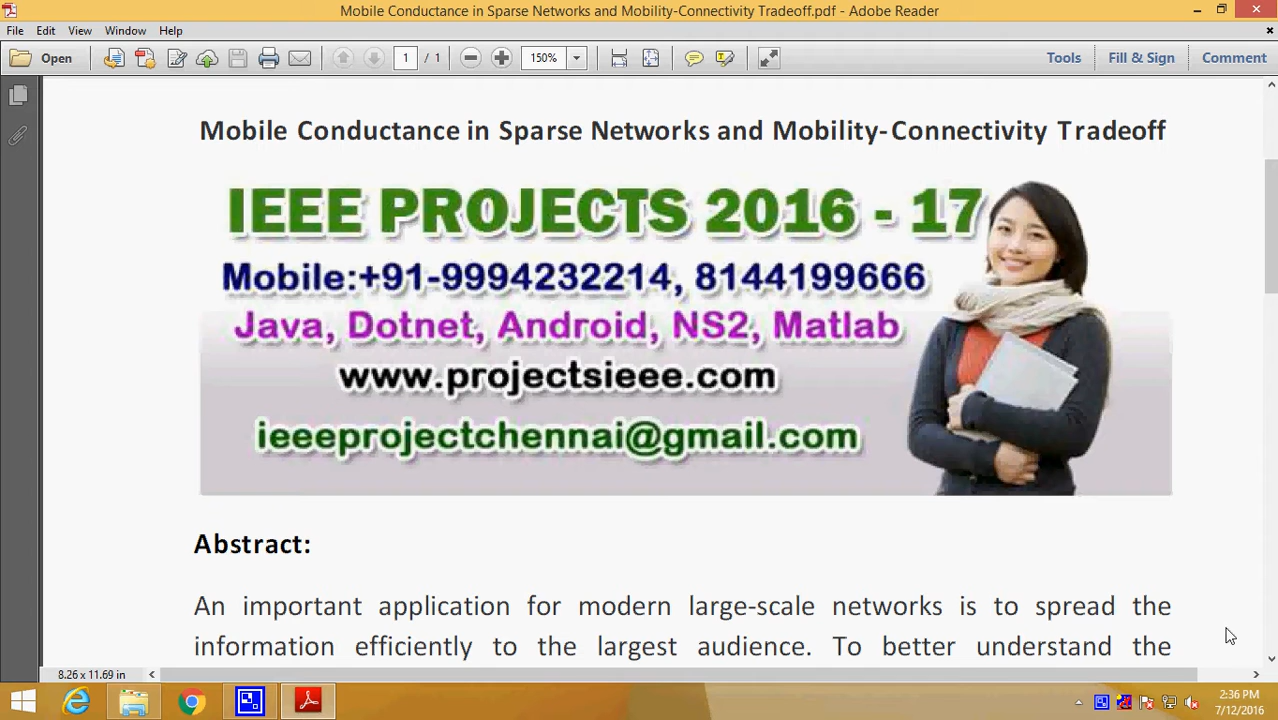 Mobile Conductance in Sparse Networks and Mobility-Connectivity Tradeoff.pdf - Adobe Reader
File Edit View Window Help
Open 1 / 1 150% Tools Fill & Sign Comment
Mobile Conductance in Sparse Networks and Mobility-Connectivity Tradeoff
IEEE PROJECTS 2016 - 17
Mobile:+91-9994232214, 8144199666
Java, Dotnet, Android, NS2, Matlab
www.projectsieee.com
ieeeprojectchennai@gmail.com
Abstract:
An important application for modern large-scale networks is to spread the
information efficiently to the largest audience. To better understand the
8.26 x 11.69 in
2:36 PM
7/12/2016